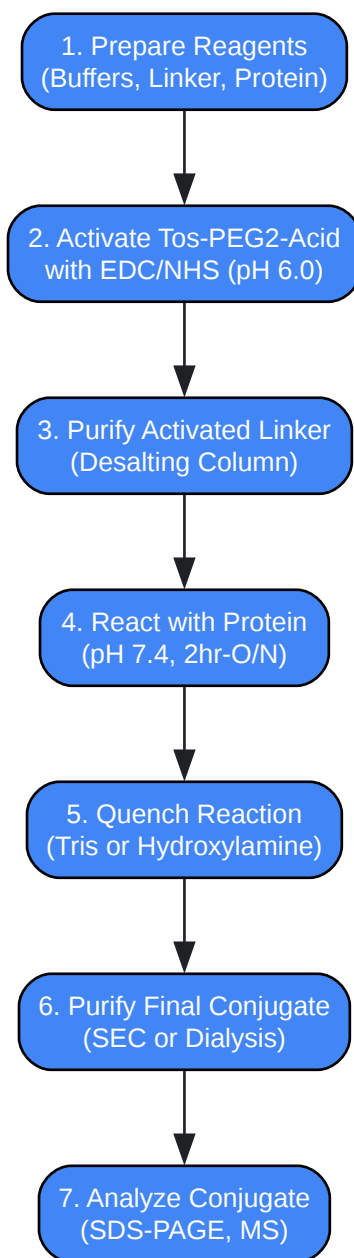 1. Prepare Reagents
(Buffers, Linker, Protein)
2. Activate Tos-PEG2-Acid
with EDC/NHS (pH 6.0)
3. Purify Activated Linker
(Desalting Column)
4. React with Protein
(pH 7.4, 2hr-O/N)
5. Quench Reaction
(Tris or Hydroxylamine)
6. Purify Final Conjugate
(SEC or Dialysis)
7. Analyze Conjugate
(SDS-PAGE, MS)